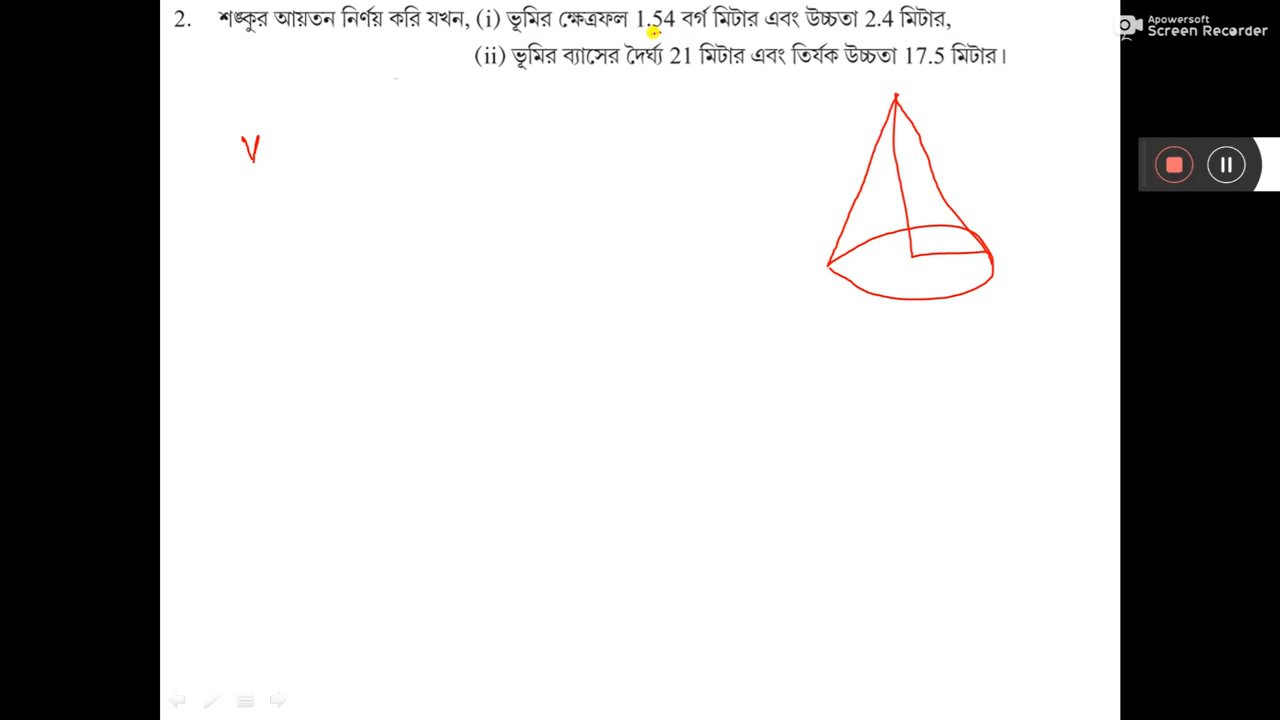 2. শঙ্কুর আয়তন নির্ণয় করি যখন, (i) ভূমির ক্ষেত্রফল 1.54 বর্গ মিটার এবং উচ্চতা 2.4 মিটার,
(ii) ভূমির ব্যাসের দৈর্ঘ্য 21 মিটার এবং তির্যক উচ্চতা 17.5 মিটার।
V
Apowersoft
Screen Recorder